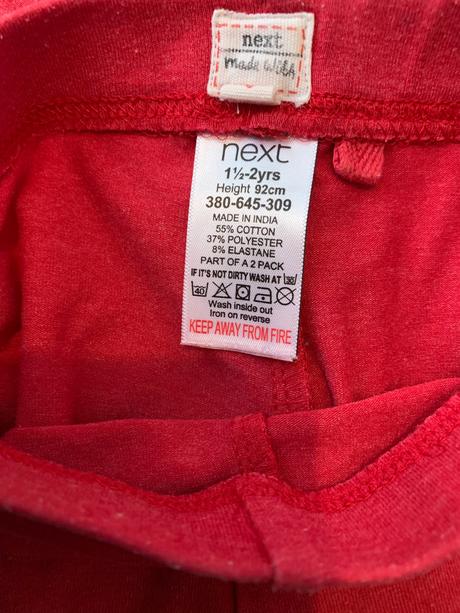 next
made with
next
1½-2yrs
Height 92cm
380-645-309
MADE IN INDIA
55% COTTON
37% POLYESTER
8% ELASTANE
PART OF A 2 PACK
IF IT'S NOT DIRTY WASH AT 30
40
Wash inside out
Iron on reverse
KEEP AWAY FROM FIRE